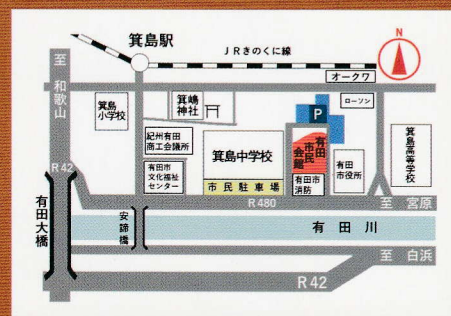 箕島駅
JRきのくに線
N
至
和歌山
オークワ
箕島
小学校
箕嶋
神社
P
ローソン
紀州有田
商工会議所
箕島中学校
有田
市民
会館
箕島高等学校
有田市
文化福祉
センター
市民駐車場
有田市
消防
有田
市役所
R42
R480
至 宮原
有田大橋
安諦橋
有田川
至 白浜
R42